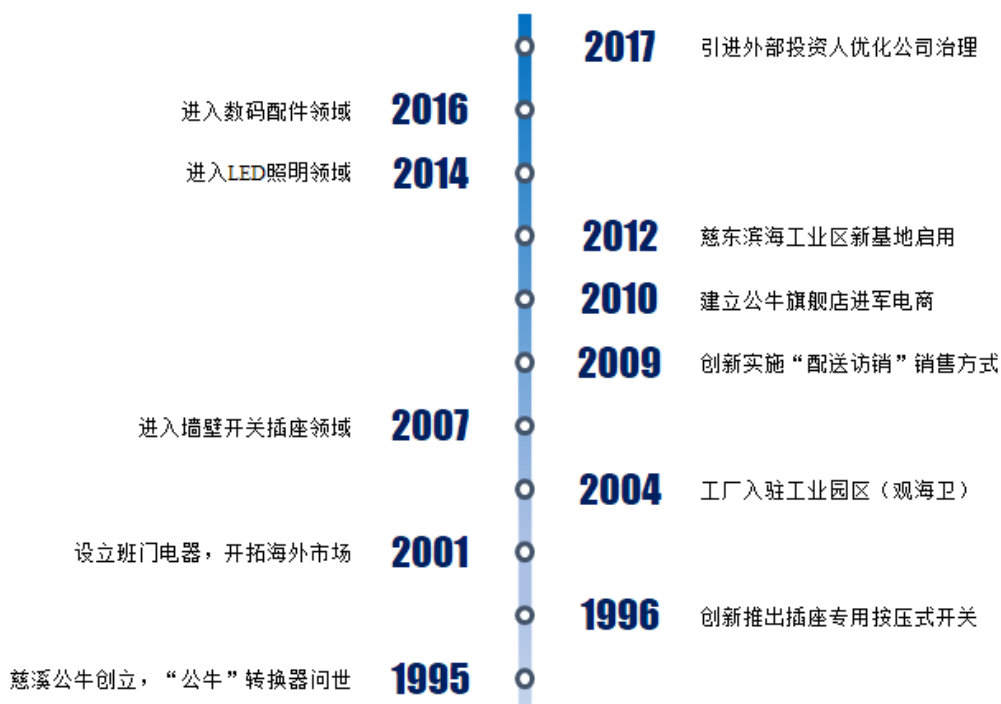 2017 引进外部投资人优化公司治理
进入数码配件领域 2016
进入LED照明领域 2014
2012 慈东滨海工业区新基地启用
2010 建立公牛旗舰店进军电商
2009 创新实施“配送访销”销售方式
进入墙壁开关插座领域 2007
2004 工厂入驻工业园区（观海卫）
设立班门电器，开拓海外市场 2001
1996 创新推出插座专用按压式开关
慈溪公牛创立，“公牛”转换器问世 1995